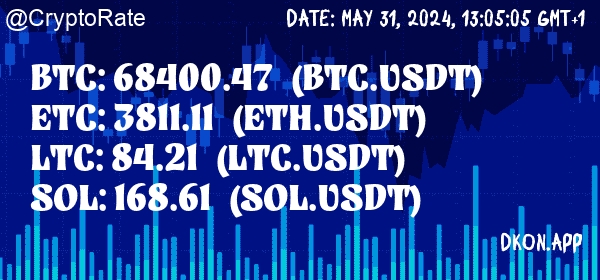 @CryptoRate
DATE: MAY 31, 2024, 13:05:05 GMT+1
BTC: 68400.47 (BTC.USDT)
ETC: 3811.11 (ETH.USDT)
LTC: 84.21 (LTC.USDT)
SOL: 168.61 (SOL.USDT)
DKON.APP